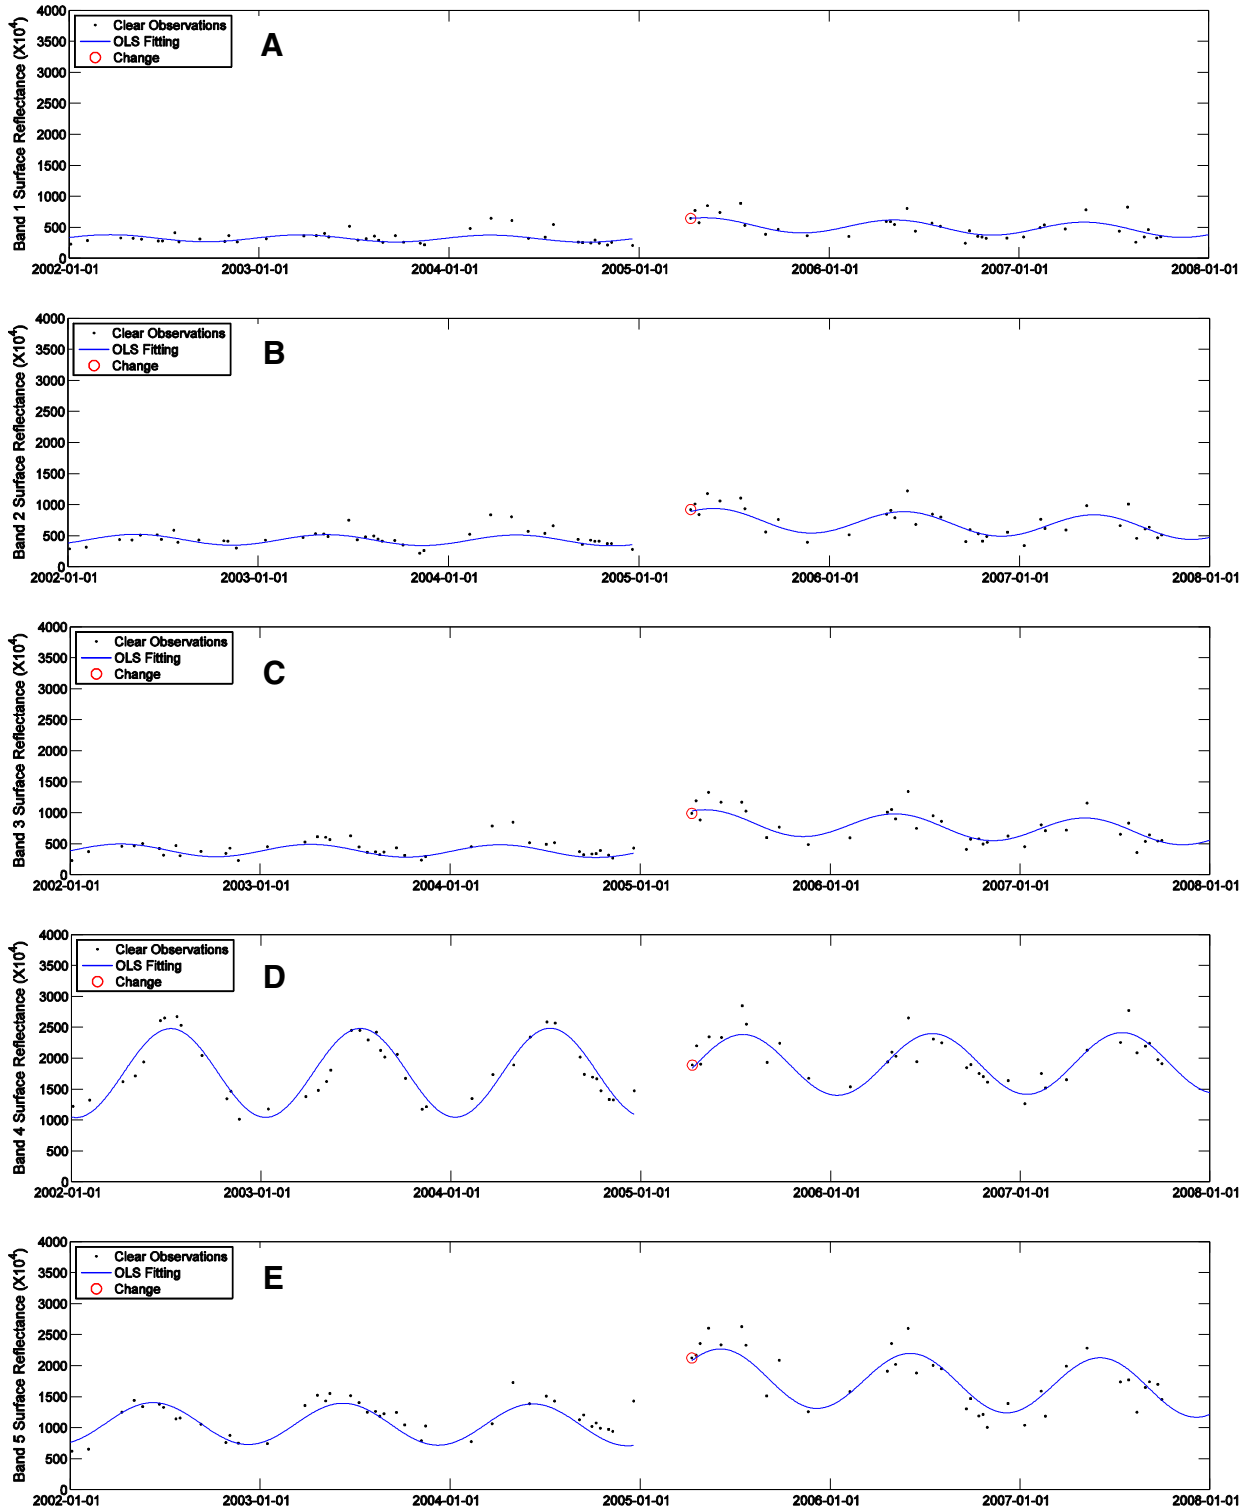 Band 1 Surface Reflectance (X10⁴)
4000
3500
3000
2500
2000
1500
1000
500
0
Clear Observations
OLS Fitting
Change
A
2002-01-01 2003-01-01 2004-01-01 2005-01-01 2006-01-01 2007-01-01 2008-01-01
Band 2 Surface Reflectance (X10⁴)
4000
3500
3000
2500
2000
1500
1000
500
0
Clear Observations
OLS Fitting
Change
B
2002-01-01 2003-01-01 2004-01-01 2005-01-01 2006-01-01 2007-01-01 2008-01-01
Band 3 Surface Reflectance (X10⁴)
4000
3500
3000
2500
2000
1500
1000
500
0
Clear Observations
OLS Fitting
Change
C
2002-01-01 2003-01-01 2004-01-01 2005-01-01 2006-01-01 2007-01-01 2008-01-01
Band 4 Surface Reflectance (X10⁴)
4000
3500
3000
2500
2000
1500
1000
500
0
Clear Observations
OLS Fitting
Change
D
2002-01-01 2003-01-01 2004-01-01 2005-01-01 2006-01-01 2007-01-01 2008-01-01
Band 5 Surface Reflectance (X10⁴)
4000
3500
3000
2500
2000
1500
1000
500
0
Clear Observations
OLS Fitting
Change
E
2002-01-01 2003-01-01 2004-01-01 2005-01-01 2006-01-01 2007-01-01 2008-01-01